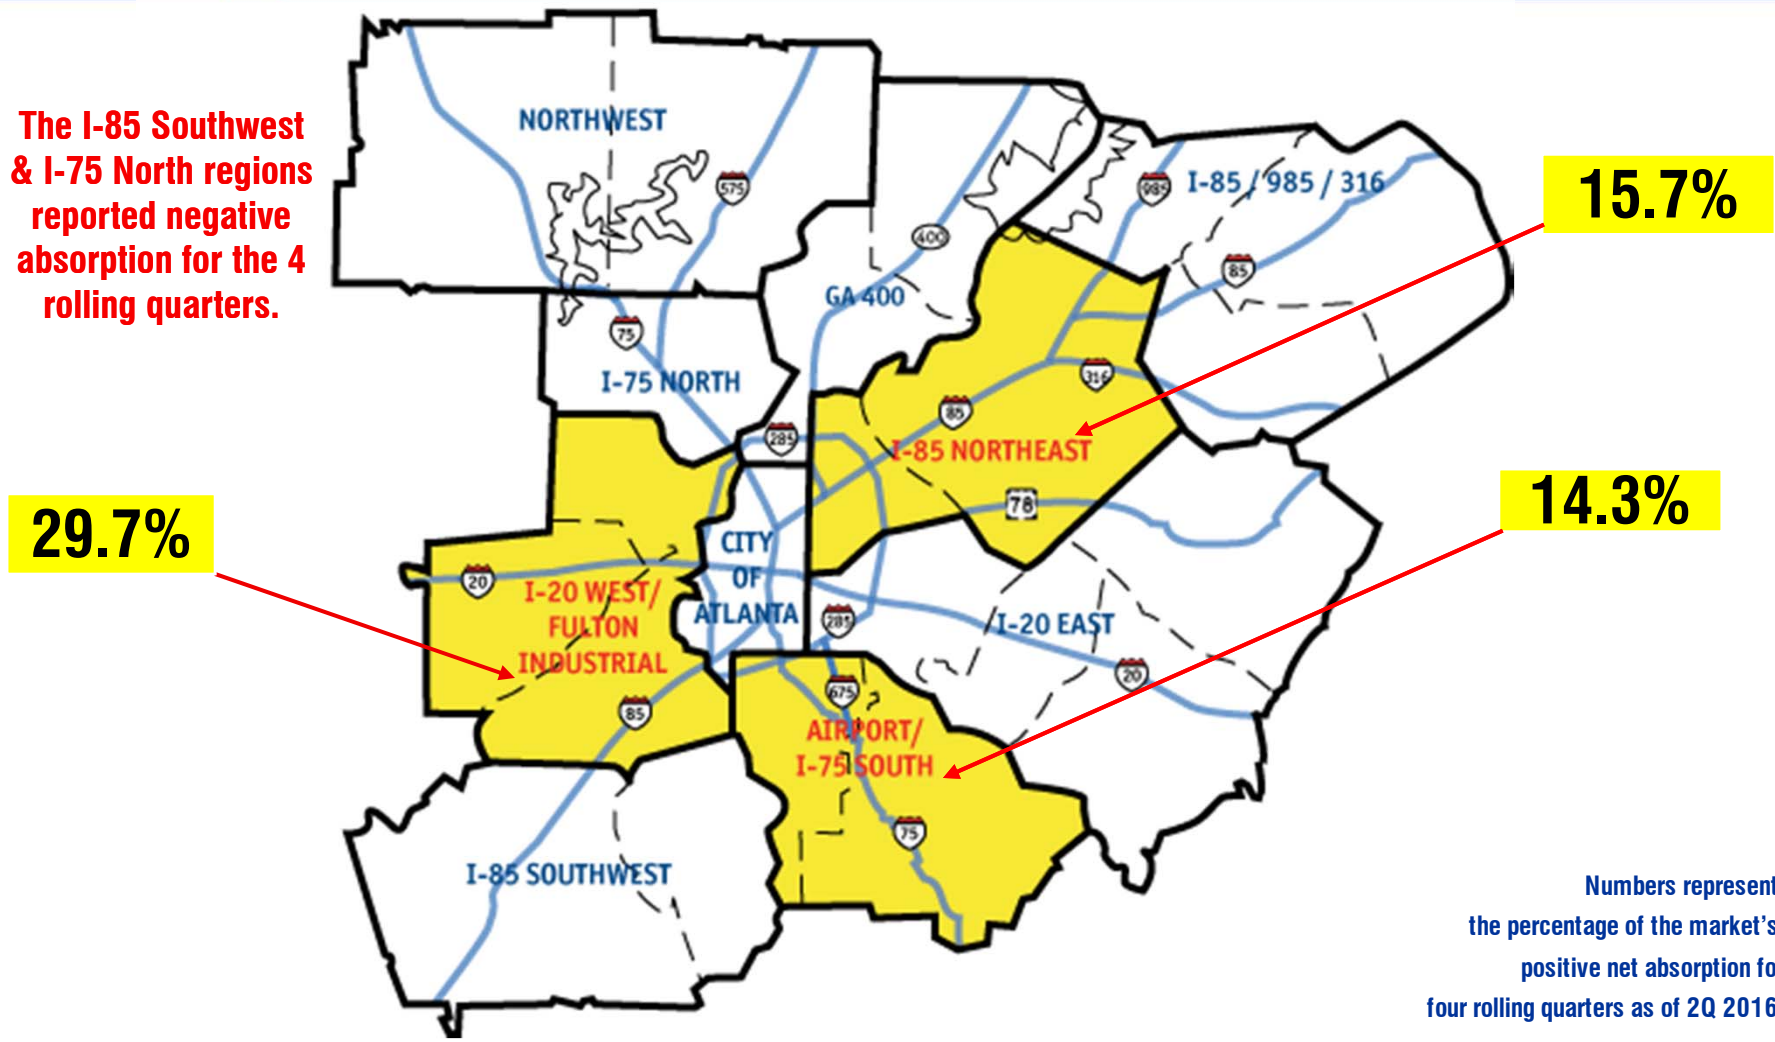 The I-85 Southwest
& I-75 North regions
reported negative
absorption for the 4
rolling quarters.
NORTHWEST
575
985
I-85 / 985 / 316
15.7%
400
85
GA 400
75
I-75 NORTH
316
85
285
I-85 NORTHEAST
78
14.3%
29.7%
CITY
OF
ATLANTA
20
I-20 WEST/
FULTON
INDUSTRIAL
285
I-20 EAST
20
675
85
AIRPORT/
I-75 SOUTH
75
I-85 SOUTHWEST
Numbers represent
the percentage of the market's
positive net absorption fo
four rolling quarters as of 2Q 2016